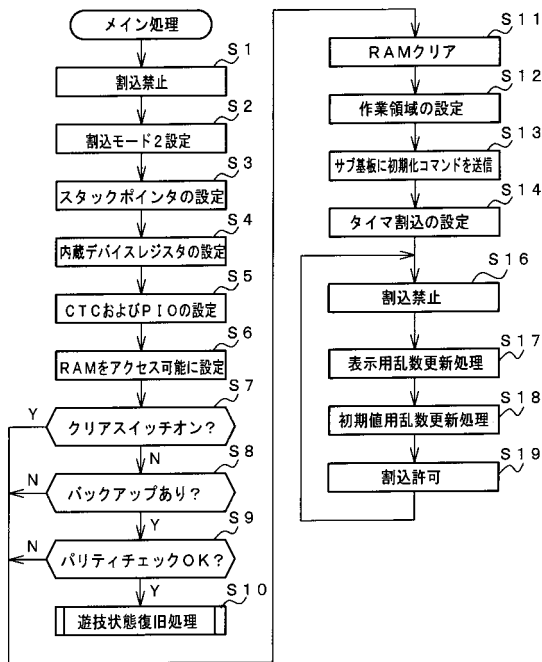 メイン処理
S1
割込禁止
S2
割込モード2設定
S3
スタックポインタの設定
S4
内蔵デバイスレジスタの設定
S5
CTCおよびPIOの設定
S6
RAMをアクセス可能に設定
S7
Y
クリアスイッチオン?
N
S8
N
バックアップあり?
Y
S9
N
パリティチェックOK?
Y
S10
遊技状態復旧処理
S11
RAMクリア
S12
作業領域の設定
S13
サブ基板に初期化コマンドを送信
S14
タイマ割込の設定
S16
割込禁止
S17
表示用乱数更新処理
S18
初期値用乱数更新処理
S19
割込許可